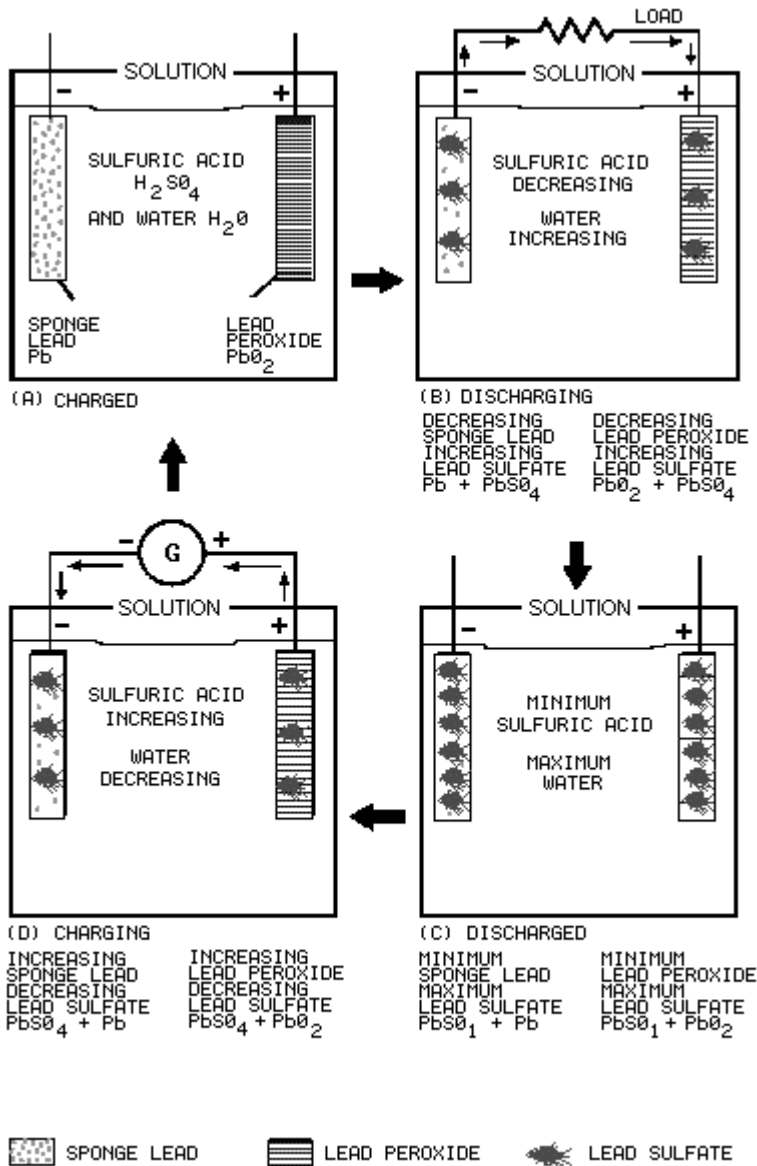 SOLUTION
- +
SULFURIC ACID
H2S04
AND WATER H20
SPONGE
LEAD
Pb
LEAD
PEROXIDE
Pb02
(A) CHARGED
LOAD
SOLUTION
- +
SULFURIC ACID
DECREASING
WATER
INCREASING
(B) DISCHARGING
DECREASING
SPONGE LEAD
INCREASING
LEAD SULFATE
Pb + PbS04
DECREASING
LEAD PEROXIDE
INCREASING
LEAD SULFATE
Pb02 + PbS04
SOLUTION
- +
MINIMUM
SULFURIC ACID
MAXIMUM
WATER
(C) DISCHARGED
MINIMUM
SPONGE LEAD
MAXIMUM
LEAD SULFATE
PbS01 + Pb
MINIMUM
LEAD PEROXIDE
MAXIMUM
LEAD SULFATE
PbS01 + Pb02
- G +
SOLUTION
- +
SULFURIC ACID
INCREASING
WATER
DECREASING
(D) CHARGING
INCREASING
SPONGE LEAD
DECREASING
LEAD SULFATE
PbS04 + Pb
INCREASING
LEAD PEROXIDE
DECREASING
LEAD SULFATE
PbS04 + Pb02
SPONGE LEAD
LEAD PEROXIDE
LEAD SULFATE